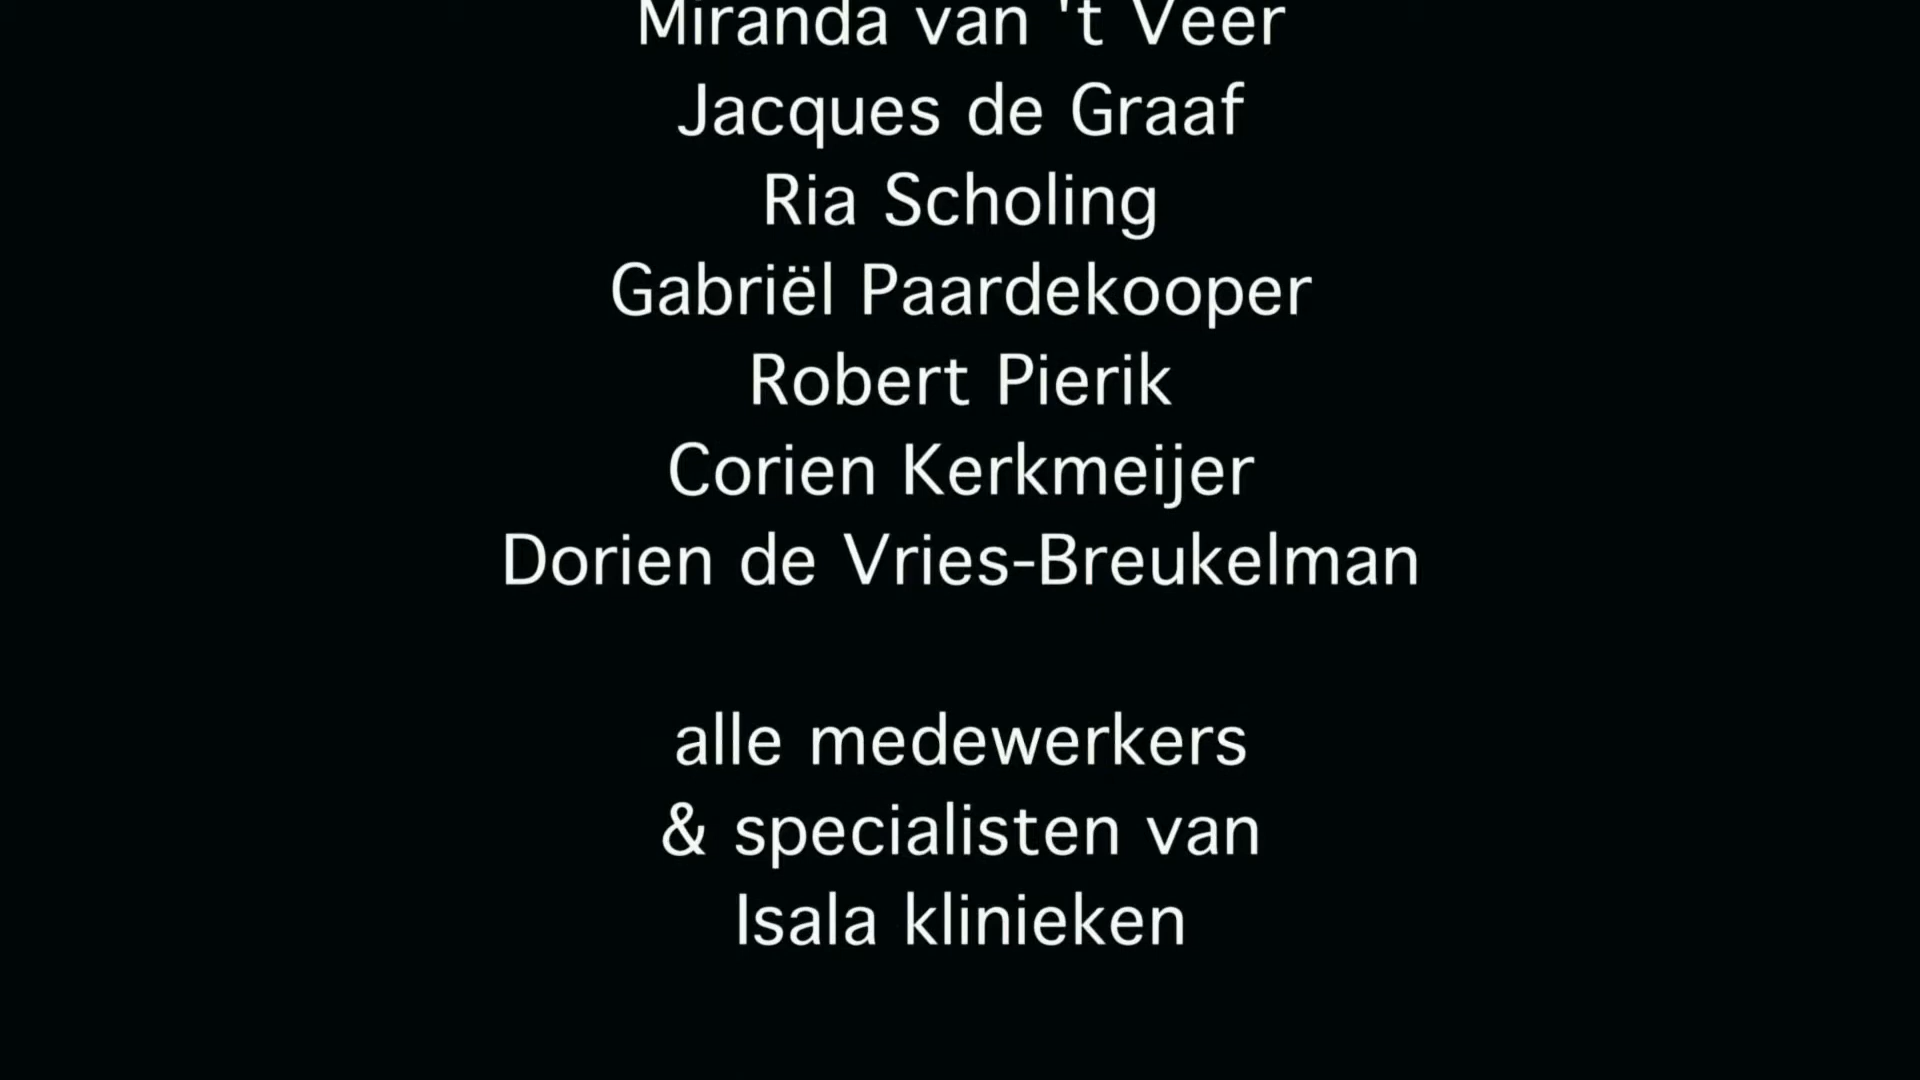 Miranda van 't Veer
Jacques de Graaf
Ria Scholing
Gabriël Paardekooper
Robert Pierik
Corien Kerkmeijer
Dorien de Vries-Breukelman
alle medewerkers
& specialisten van
Isala klinieken